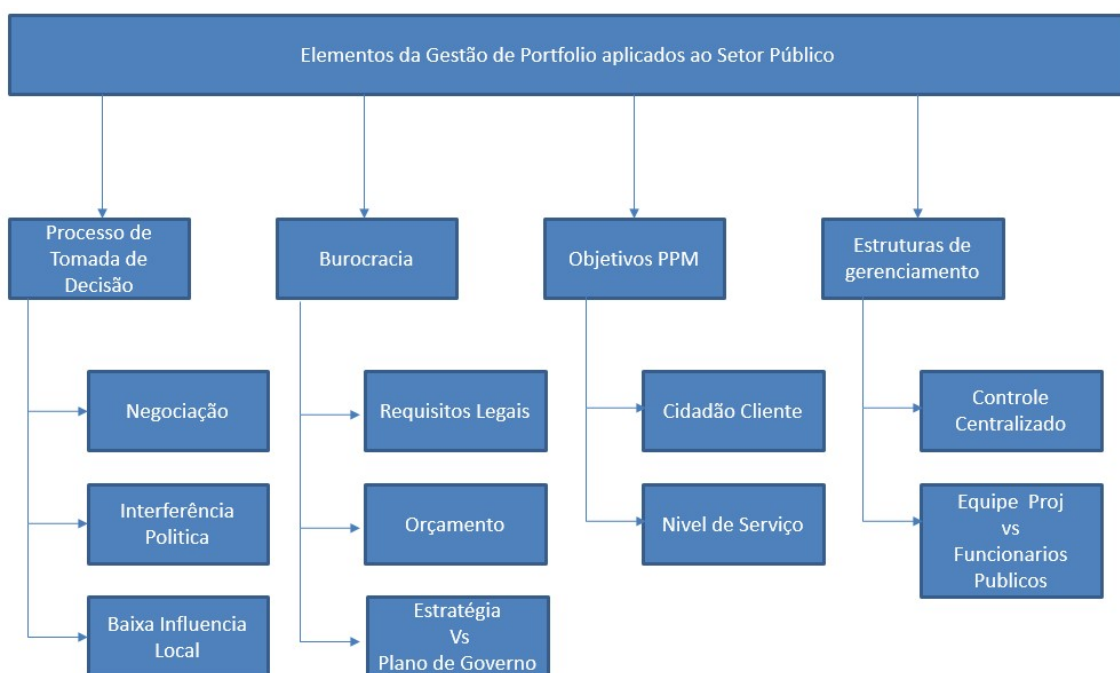 Elementos da Gestão de Portfolio aplicados ao Setor Público
Processo de
Tomada de
Decisão
Burocracia
Objetivos PPM
Estruturas de
gerenciamento
Negociação
Requisitos Legais
Cidadão Cliente
Controle
Centralizado
Interferência
Politica
Orçamento
Nivel de Serviço
Equipe Proj
vs
Funcionarios
Publicos
Baixa Influencia
Local
Estratégia
Vs
Plano de Governo